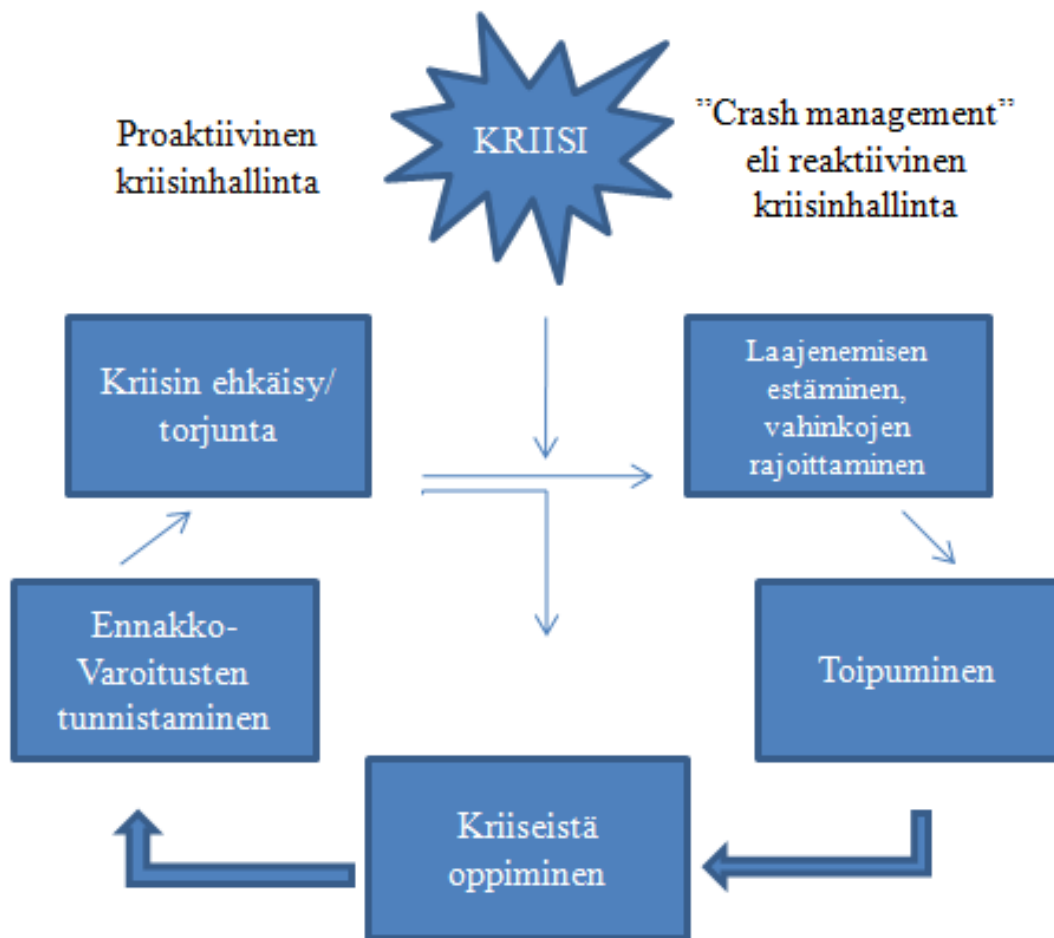 Proaktiivinen
kriisinhallinta
KRIISI
”Crash management”
eli reaktiivinen
kriisinhallinta
Kriisin ehkäisy/
torjunta
Laajenemisen
estäminen,
vahinkojen
rajoittaminen
Ennakko-
Varoitusten
tunnistaminen
Toipuminen
Kriiseistä
oppiminen